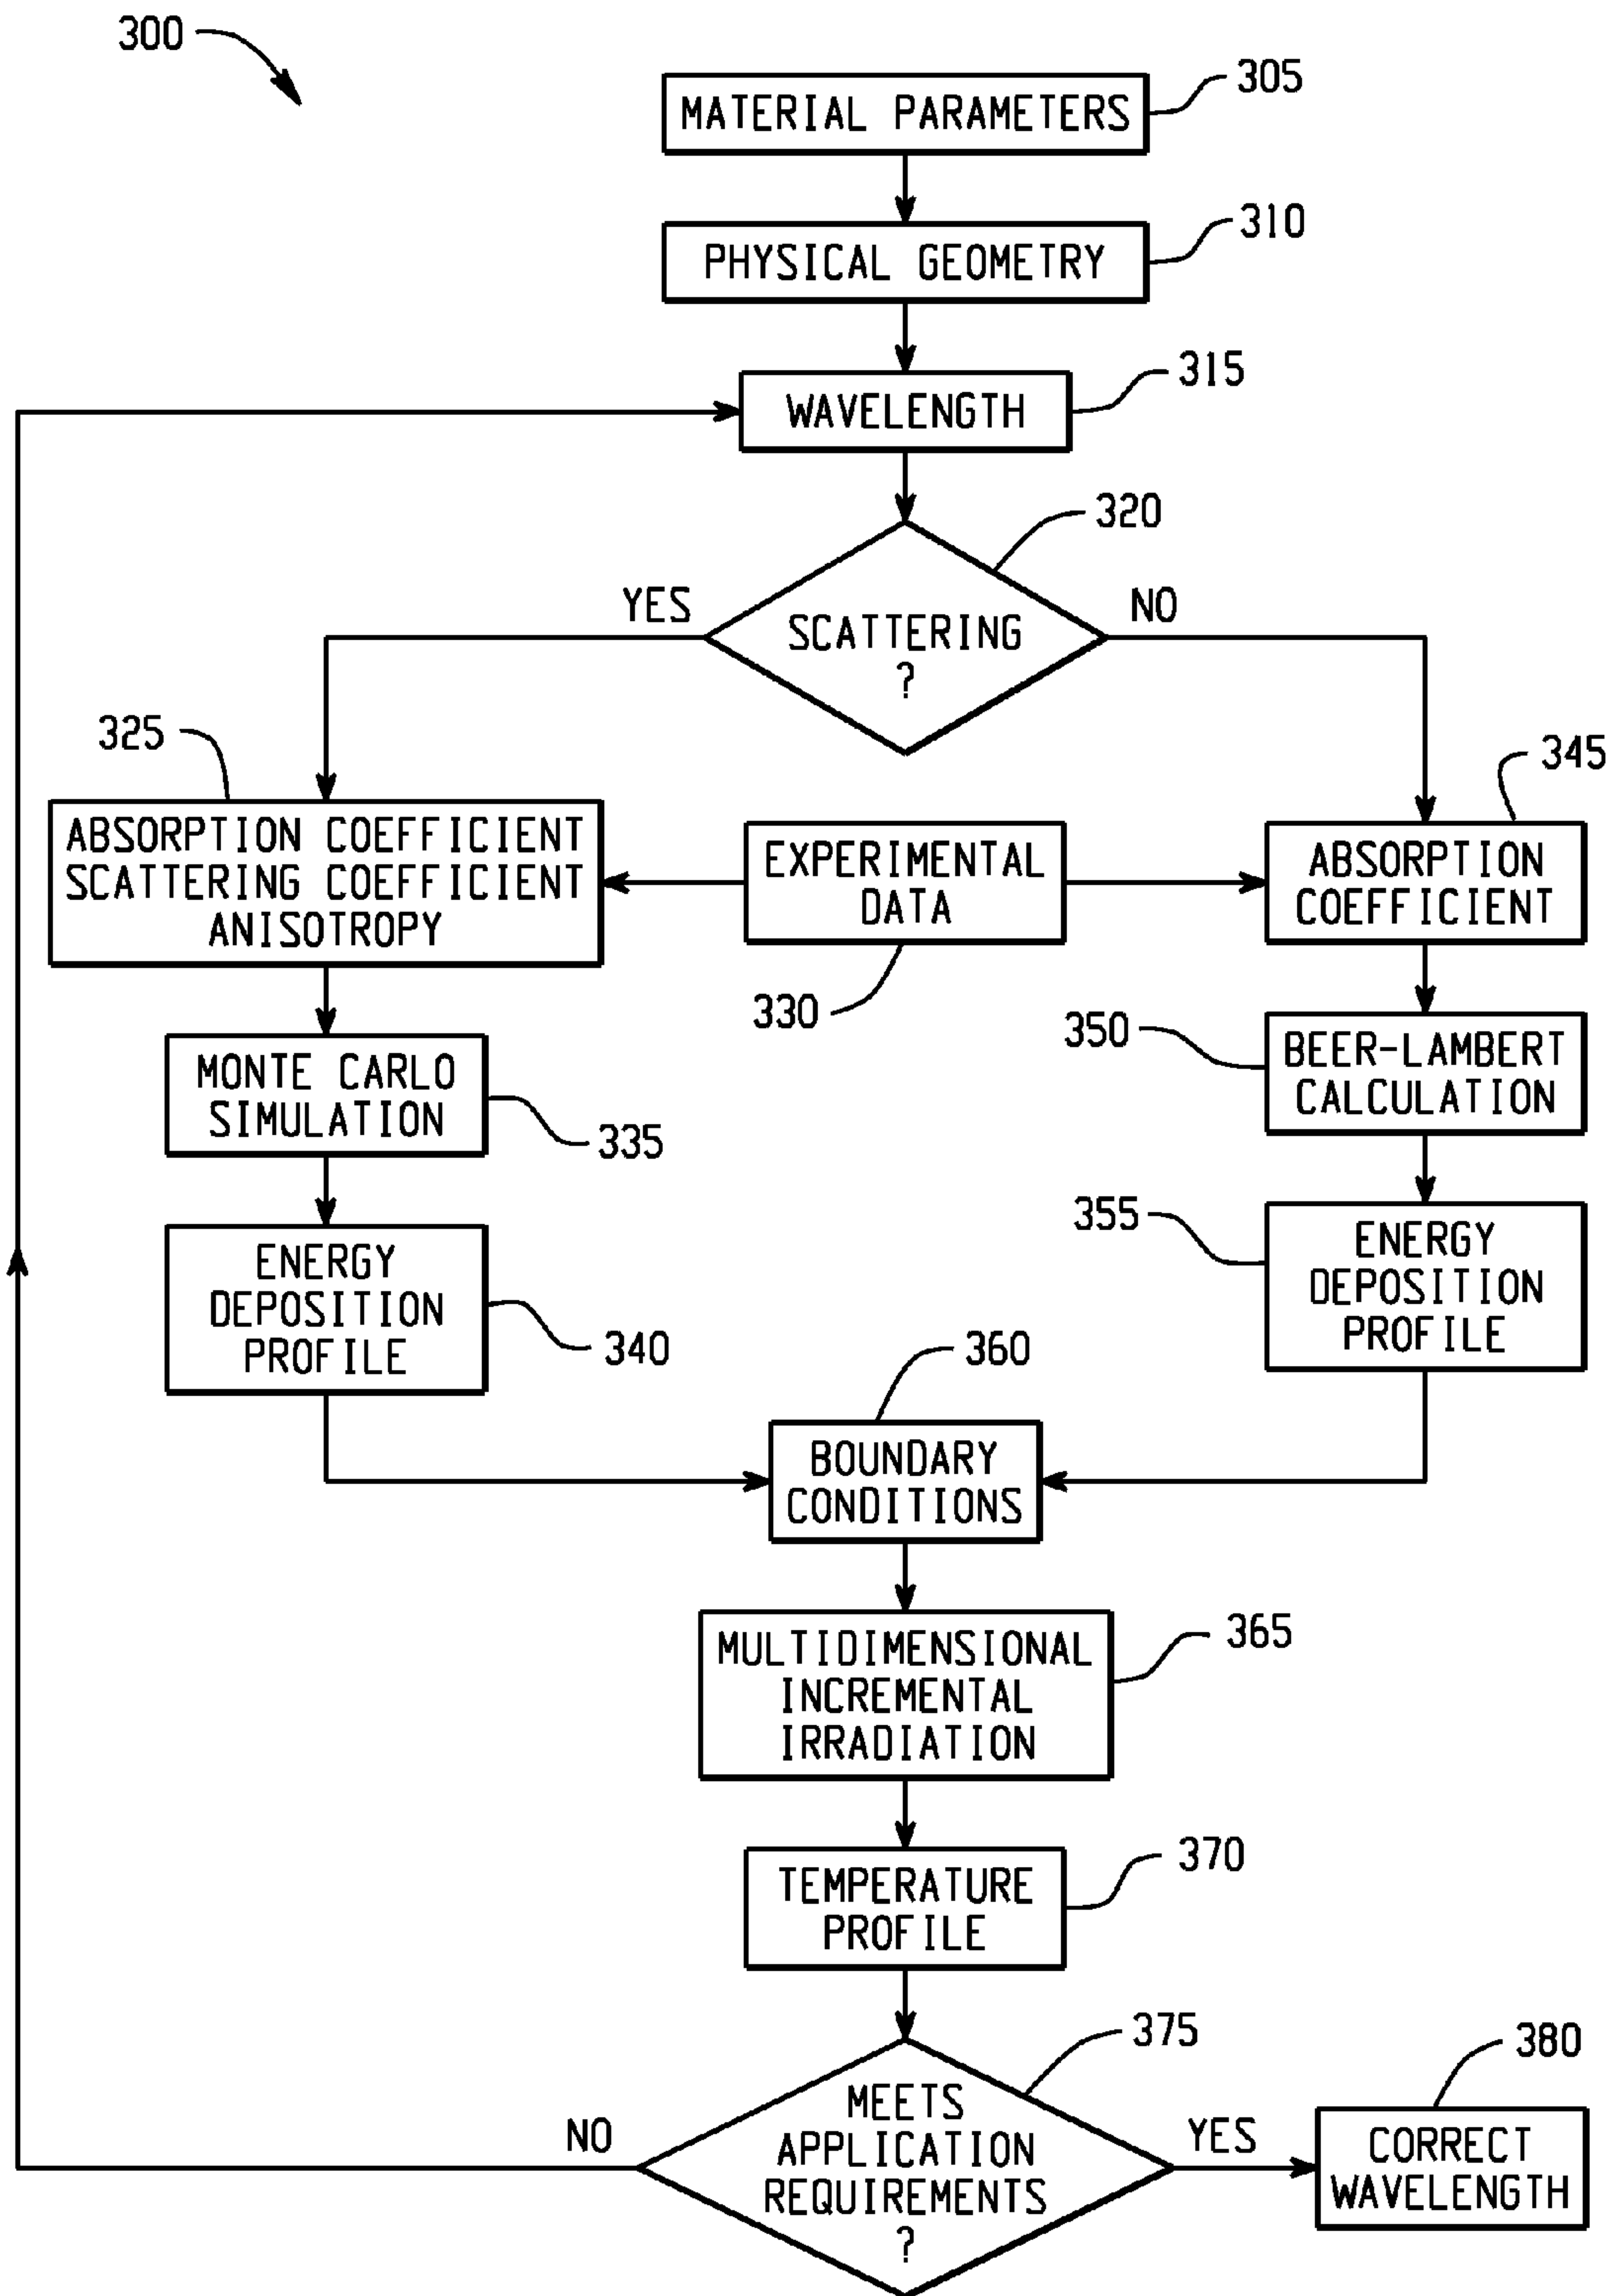 300
305
MATERIAL PARAMETERS
310
PHYSICAL GEOMETRY
315
WAVELENGTH
320
YES
NO
SCATTERING
?
325
345
ABSORPTION COEFFICIENT
SCATTERING COEFFICIENT
ANISOTROPY
EXPERIMENTAL
DATA
ABSORPTION
COEFFICIENT
330
350
MONTE CARLO
SIMULATION
BEER-LAMBERT
CALCULATION
335
355
ENERGY
DEPOSITION
PROFILE
ENERGY
DEPOSITION
PROFILE
340
360
BOUNDARY
CONDITIONS
365
MULTIDIMENSIONAL
INCREMENTAL
IRRADIATION
370
TEMPERATURE
PROFILE
375
380
NO
MEETS
APPLICATION
REQUIREMENTS
?
YES
CORRECT
WAVELENGTH